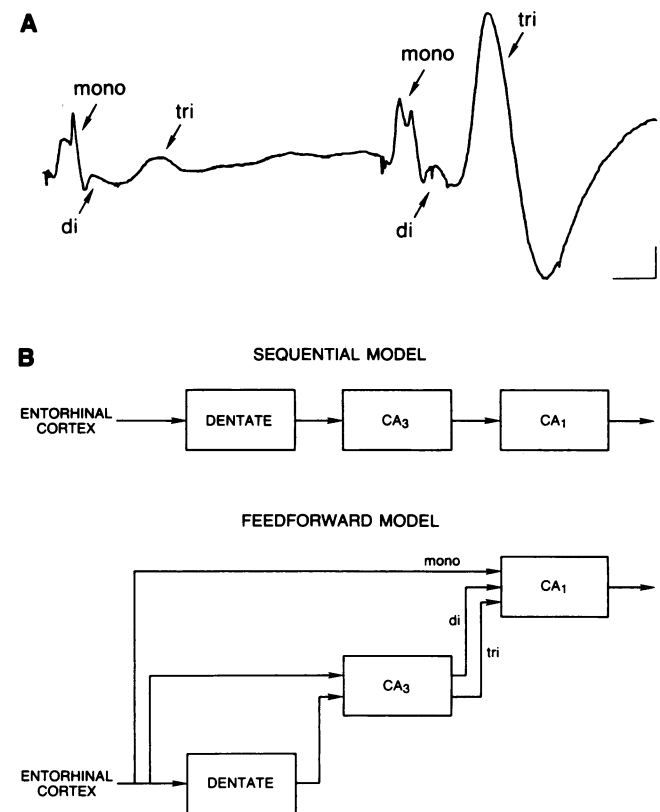 A
mono
tri
di
mono
tri
di
B
SEQUENTIAL MODEL
ENTORHINAL
CORTEX
DENTATE
CA3
CA1
FEEDFORWARD MODEL
mono
CA1
di
tri
CA3
ENTORHINAL
CORTEX
DENTATE